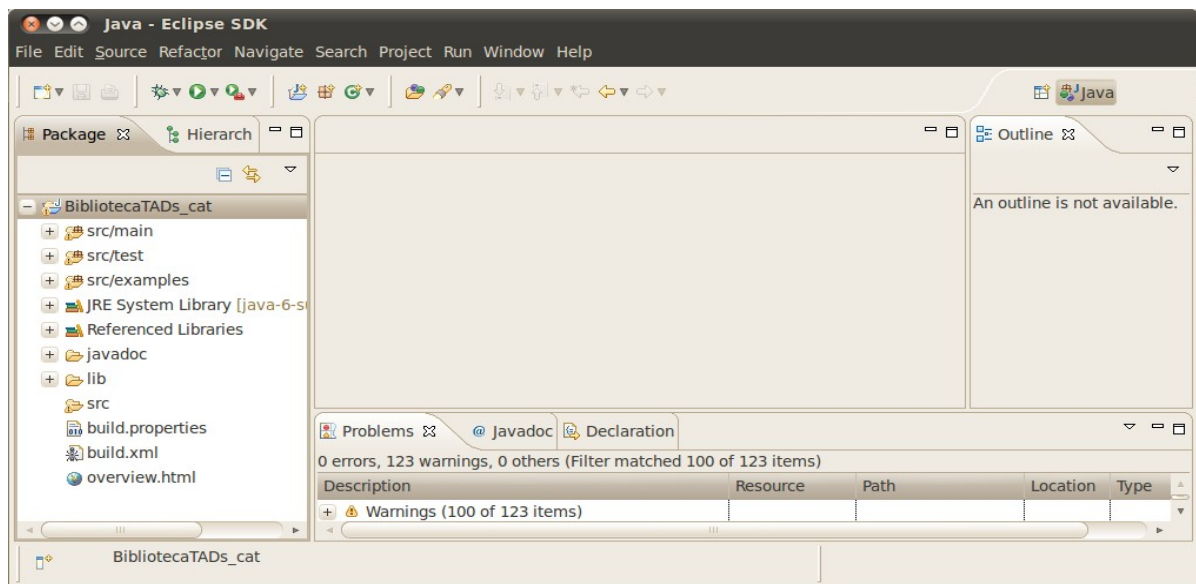 Java - Eclipse SDK
File Edit Source Refactor Navigate Search Project Run Window Help
Java
Package Hierarch
Outline
BibliotecaTADs_cat
An outline is not available.
src/main
src/test
src/examples
JRE System Library [java-6-su
Referenced Libraries
javadoc
lib
src
build.properties
build.xml
overview.html
Problems @ Javadoc Declaration
0 errors, 123 warnings, 0 others (Filter matched 100 of 123 items)
Description Resource Path Location Type
Warnings (100 of 123 items)
BibliotecaTADs_cat